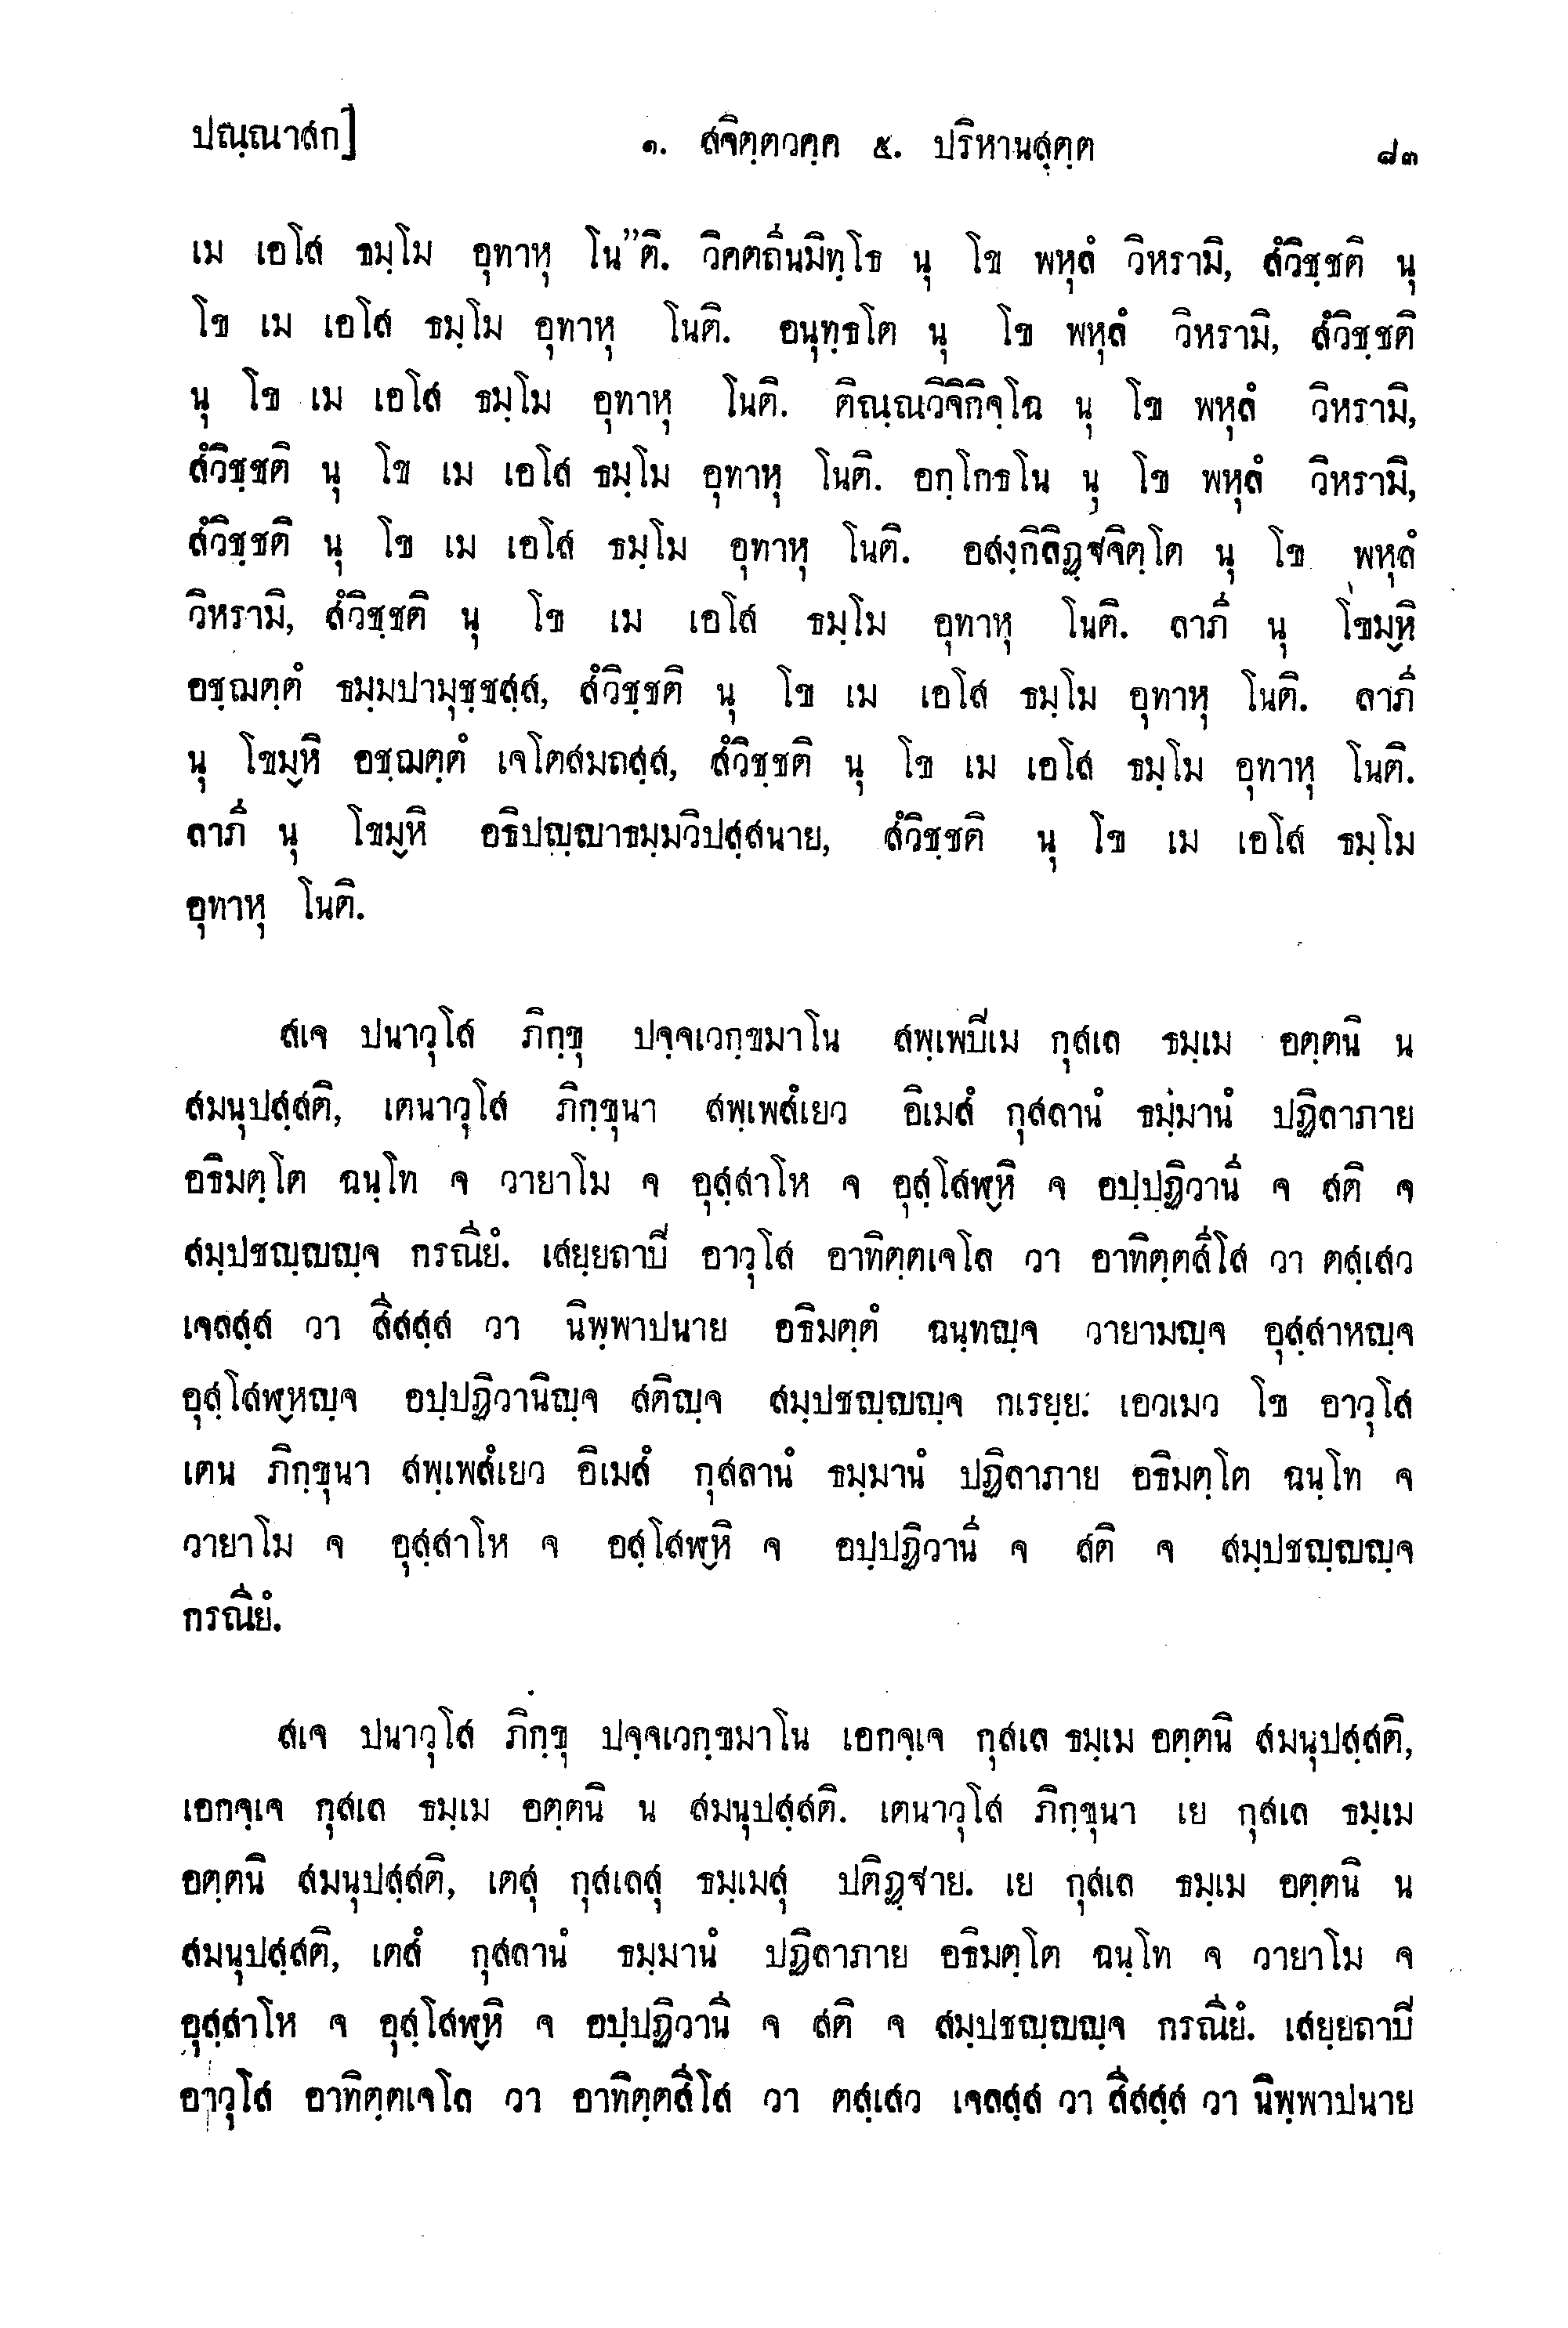 ปณฺณาสก]
๑. สจิตฺตวคฺค ๕. ปริหานสุตฺต
๘๓
เม เอโส ธมฺโม อุทาหุ โน”ติ. วิคตถีนมิทฺโธ นุ โข พหุลํ วิหรามิ, สํวิชฺชติ นุ
โข เม เอโส ธมฺโม อุทาหุ โนติ. อนุทฺธโต นุ โข พหุลํ วิหรามิ, สํวิชฺชติ
นุ โข เม เอโส ธมฺโม อุทาหุ โนติ. ติณฺณวิจิกิจฺโฉ นุ โข พหุลํ วิหรามิ,
สํวิชฺชติ นุ โข เม เอโส ธมฺโม อุทาหุ โนติ. อกฺโกธโน นุ โข พหุลํ วิหรามิ,
สํวิชฺชติ นุ โข เม เอโส ธมฺโม อุทาหุ โนติ. อสงฺกิลิฏฺฐจิตฺโต นุ โข พหุลํ
วิหรามิ, สํวิชฺชติ นุ โข เม เอโส ธมฺโม อุทาหุ โนติ. ลาภี นุ โขมฺหิ
อชฺฌตฺตํ ธมฺมปามุชฺชสฺส, สํวิชฺชติ นุ โข เม เอโส ธมฺโม อุทาหุ โนติ. ลาภี
นุ โขมฺหิ อชฺฌตฺตํ เจโตสมถสฺส, สํวิชฺชติ นุ โข เม เอโส ธมฺโม อุทาหุ โนติ.
ลาภี นุ โขมฺหิ อธิปญฺญาธมฺมวิปสฺสนาย, สํวิชฺชติ นุ โข เม เอโส ธมฺโม
อุทาหุ โนติ.
สเจ ปนาวุโส ภิกฺขุ ปจฺจเวกฺขมาโน สพฺเพปีเม กุสเล ธมฺเม อตฺตนิ น
สมนุปสฺสติ, เตนาวุโส ภิกฺขุนา สพฺเพสํเยว อิเมสํ กุสลานํ ธมฺมานํ ปฏิลาภาย
อธิมตฺโต ฉนฺโท จ วายาโม จ อุสฺสาโห จ อุสฺโสฬฺหิ จ อปฺปฏิวานี จ สติ จ
สมฺปชญฺญญฺจ กรณียํ. เสยฺยถาปี อาวุโส อาทิตฺตเจโล วา อาทิตฺตสีโส วา ตสฺเสว
เจลสฺส วา สีสสฺส วา นิพฺพาปนาย อธิมตฺตํ ฉนฺทญฺจ วายามญฺจ อุสฺสาหญฺจ
อุสฺโสฬฺหญฺจ อปฺปฏิวานิญฺจ สติญฺจ สมฺปชญฺญญฺจ กเรยฺย. เอวเมว โข อาวุโส
เตน ภิกฺขุนา สพฺเพสํเยว อิเมสํ กุสลานํ ธมฺมานํ ปฏิลาภาย อธิมตฺโต ฉนฺโท จ
วายาโม จ อุสฺสาโห จ อสฺโสฬฺหิ จ อปฺปฏิวานี จ สติ จ สมฺปชญฺญญฺจ
กรณียํ.
สเจ ปนาวุโส ภิกฺขุ ปจฺจเวกฺขมาโน เอกจฺเจ กุสเล ธมฺเม อตฺตนิ สมนุปสฺสติ,
เอกจฺเจ กุสเล ธมฺเม อตฺตนิ น สมนุปสฺสติ. เตนาวุโส ภิกฺขุนา เย กุสเล ธมฺเม
อตฺตนิ สมนุปสฺสติ, เตสุ กุสเลสุ ธมฺเมสุ ปติฏฺฐาย. เย กุสเล ธมฺเม อตฺตนิ น
สมนุปสฺสติ, เตสํ กุสลานํ ธมฺมานํ ปฏิลาภาย อธิมตฺโต ฉนฺโท จ วายาโม จ
อุสฺสาโห จ อุสฺโสฬฺหิ จ อปฺปฏิวานี จ สติ จ สมฺปชญฺญญฺจ กรณียํ. เสยฺยถาปี
อาวุโส อาทิตฺตเจโล วา อาทิตฺตสีโส วา ตสฺเสว เจลสฺส วา สีสสฺส วา นิพฺพาปนาย